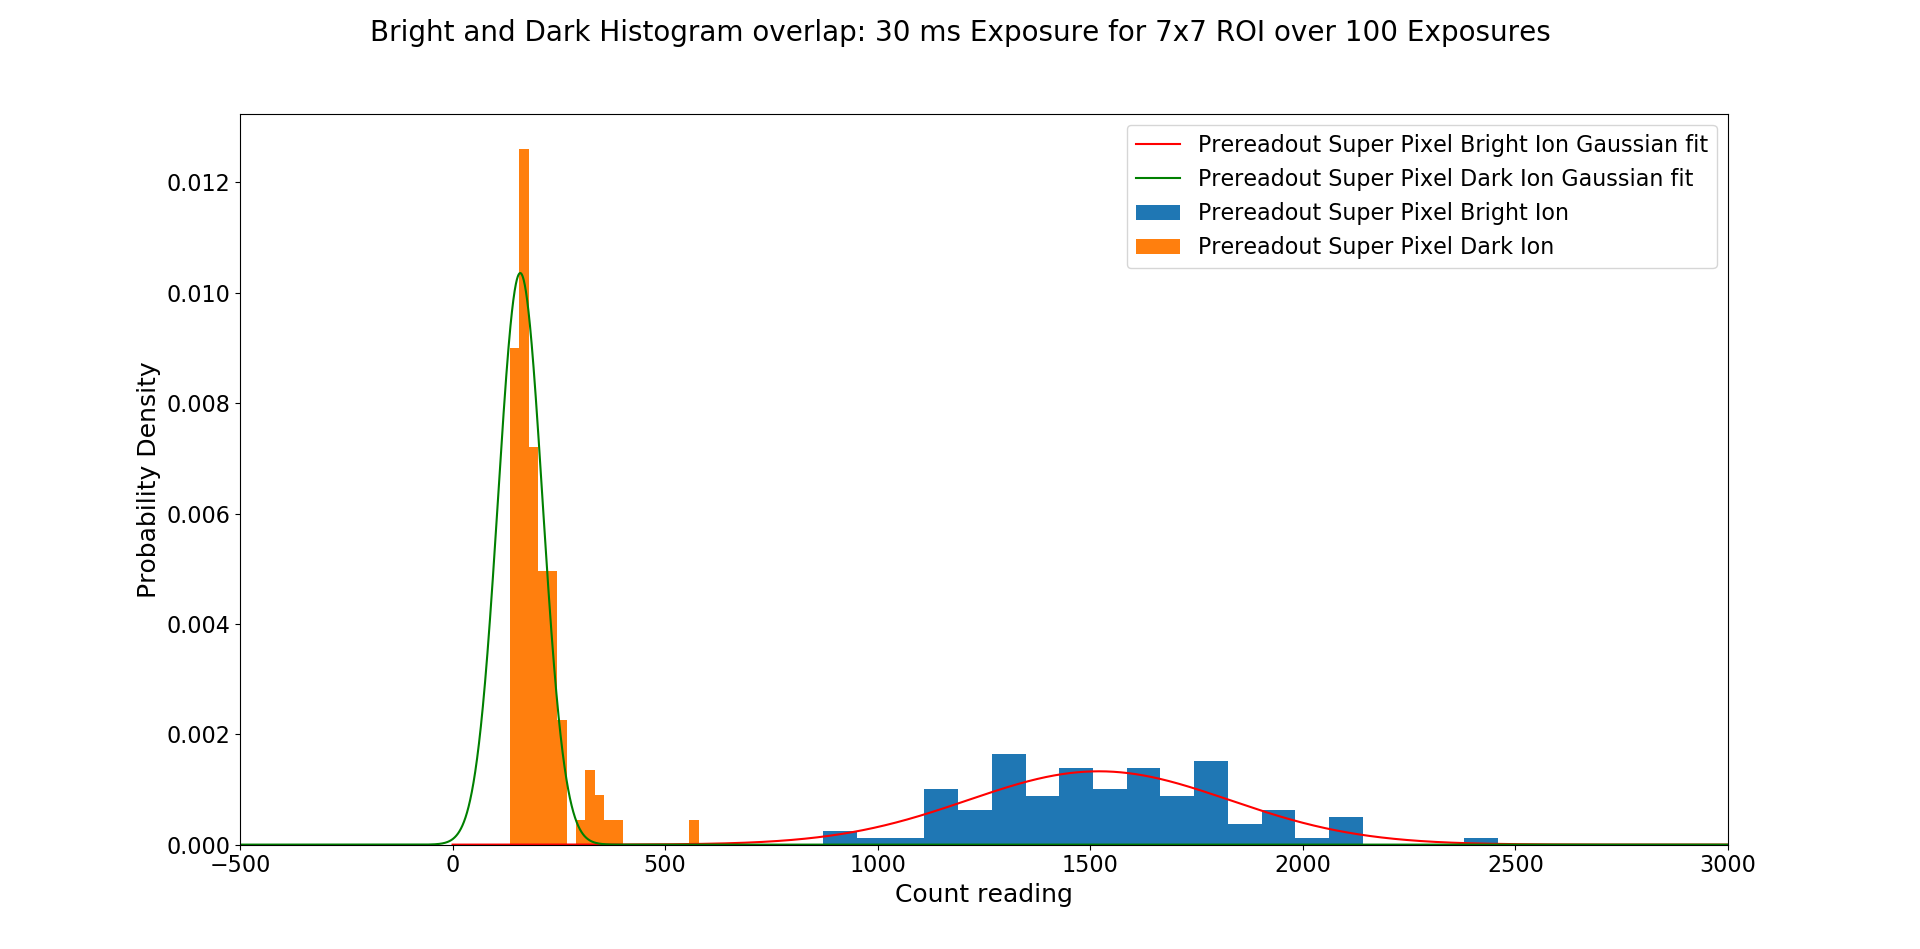 Bright and Dark Histogram overlap: 30 ms Exposure for 7x7 ROI over 100 Exposures
Prereadout Super Pixel Bright Ion Gaussian fit
Prereadout Super Pixel Dark Ion Gaussian fit
Prereadout Super Pixel Bright Ion
Prereadout Super Pixel Dark Ion
Probability Density
0.012
0.010
0.008
0.006
0.004
0.002
0.000
−500 0 500 1000 1500 2000 2500 3000
Count reading